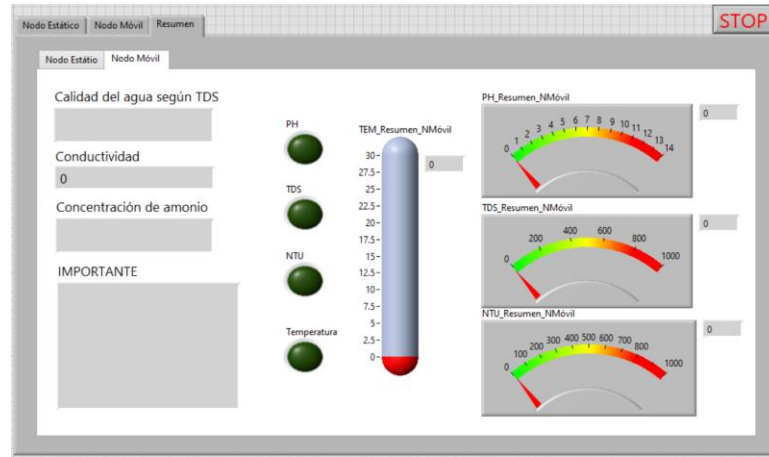 Nodo Estático Nodo Móvil Resumen STOP
Nodo Estátio Nodo Móvil
Calidad del agua según TDS
Conductividad
0
Concentración de amonio
IMPORTANTE
PH
TDS
NTU
Temperatura
TEM_Resumen_NMóvil
0
30
27.5
25
22.5
20
17.5
15
12.5
10
7.5
5
2.5
0
PH_Resumen_NMóvil
0
0 1 2 3 4 5 6 7 8 9 10 11 12 13 14
TDS_Resumen_NMóvil
0
0 200 400 600 800 1000
NTU_Resumen_NMóvil
0
0 100 200 300 400 500 600 700 800 1000